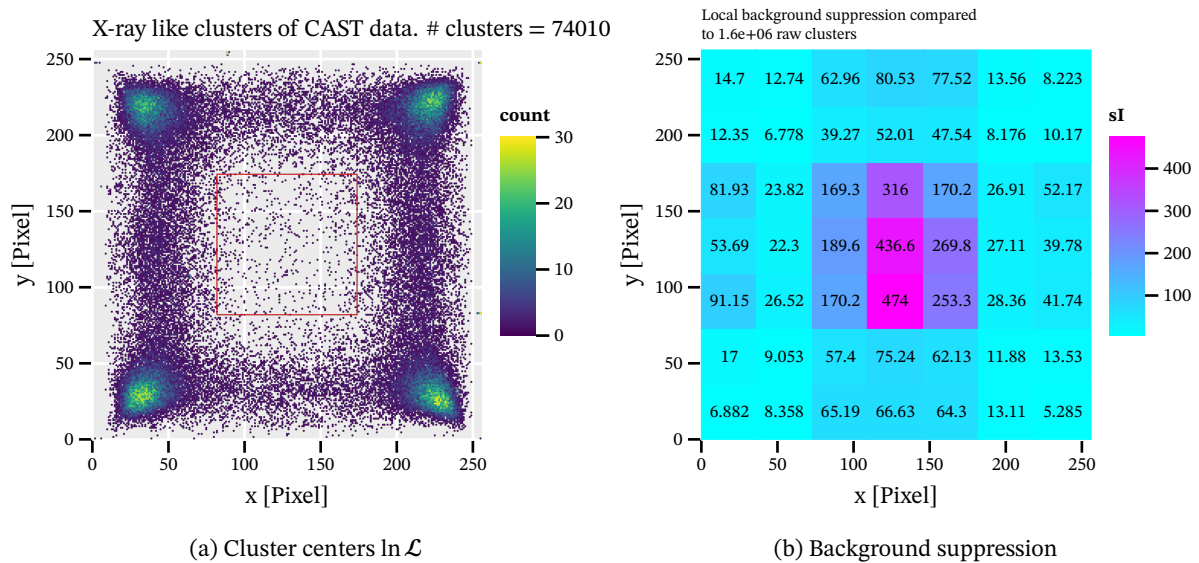 X-ray like clusters of CAST data. # clusters = 74010
250
200
150
100
50
0
0
50
100
150
200
250
y [Pixel]
x [Pixel]
count
30
20
10
0
(a) Cluster centers ln ℒ
Local background suppression compared
to 1.6e+06 raw clusters
250
200
150
100
50
0
14.7 12.74 62.96 80.53 77.52 13.56 8.223
12.35 6.778 39.27 52.01 47.54 8.176 10.17
81.93 23.82 169.3 316 170.2 26.91 52.17
53.69 22.3 189.6 436.6 269.8 27.11 39.78
91.15 26.52 170.2 474 253.3 28.36 41.74
17 9.053 57.4 75.24 62.13 11.88 13.53
6.882 8.358 65.19 66.63 64.3 13.11 5.285
0
50
100
150
200
250
y [Pixel]
x [Pixel]
sI
400
300
200
100
(b) Background suppression